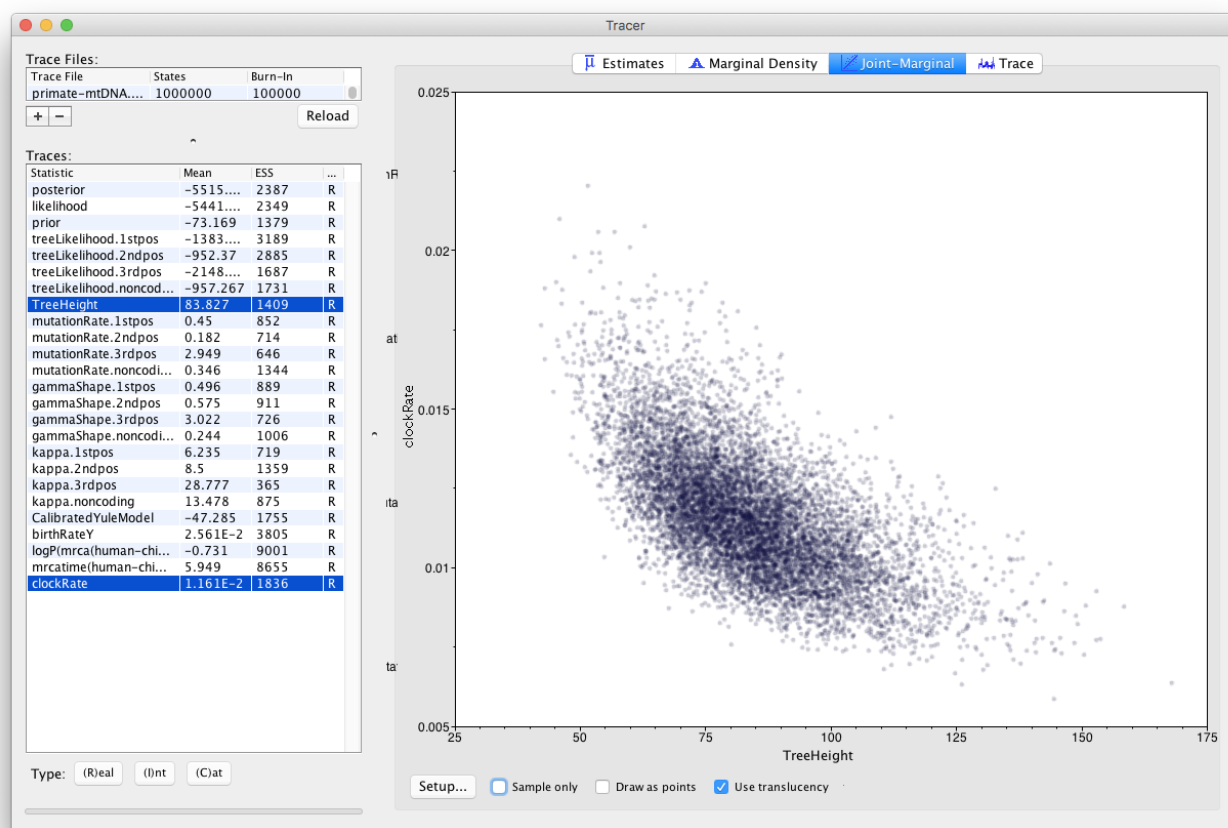 Tracer
Trace Files:
Trace File States Burn-In
primate-mtDNA.... 1000000 100000
+ −
Reload
Traces:
Statistic Mean ESS ...
posterior -5515.... 2387 R
likelihood -5441.... 2349 R
prior -73.169 1379 R
treeLikelihood.1stpos -1383.... 3189 R
treeLikelihood.2ndpos -952.37 2885 R
treeLikelihood.3rdpos -2148.... 1687 R
treeLikelihood.noncod... -957.267 1731 R
TreeHeight 83.827 1409 R
mutationRate.1stpos 0.45 852 R
mutationRate.2ndpos 0.182 714 R
mutationRate.3rdpos 2.949 646 R
mutationRate.noncodi... 0.346 1344 R
gammaShape.1stpos 0.496 889 R
gammaShape.2ndpos 0.575 911 R
gammaShape.3rdpos 3.022 726 R
gammaShape.noncodi... 0.244 1006 R
kappa.1stpos 6.235 719 R
kappa.2ndpos 8.5 1359 R
kappa.3rdpos 28.777 365 R
kappa.noncoding 13.478 875 R
CalibratedYuleModel -47.285 1755 R
birthRateY 2.561E-2 3805 R
logP(mrca(human-chi... -0.731 9001 R
mrcatime(human-chi... 5.949 8655 R
clockRate 1.161E-2 1836 R
Type: (R)eal (I)nt (C)at
μ Estimates Marginal Density Joint-Marginal Trace
0.025
0.02
0.015
0.01
0.005
clockRate
25 50 75 100 125 150 175
TreeHeight
Setup... Sample only Draw as points Use translucency